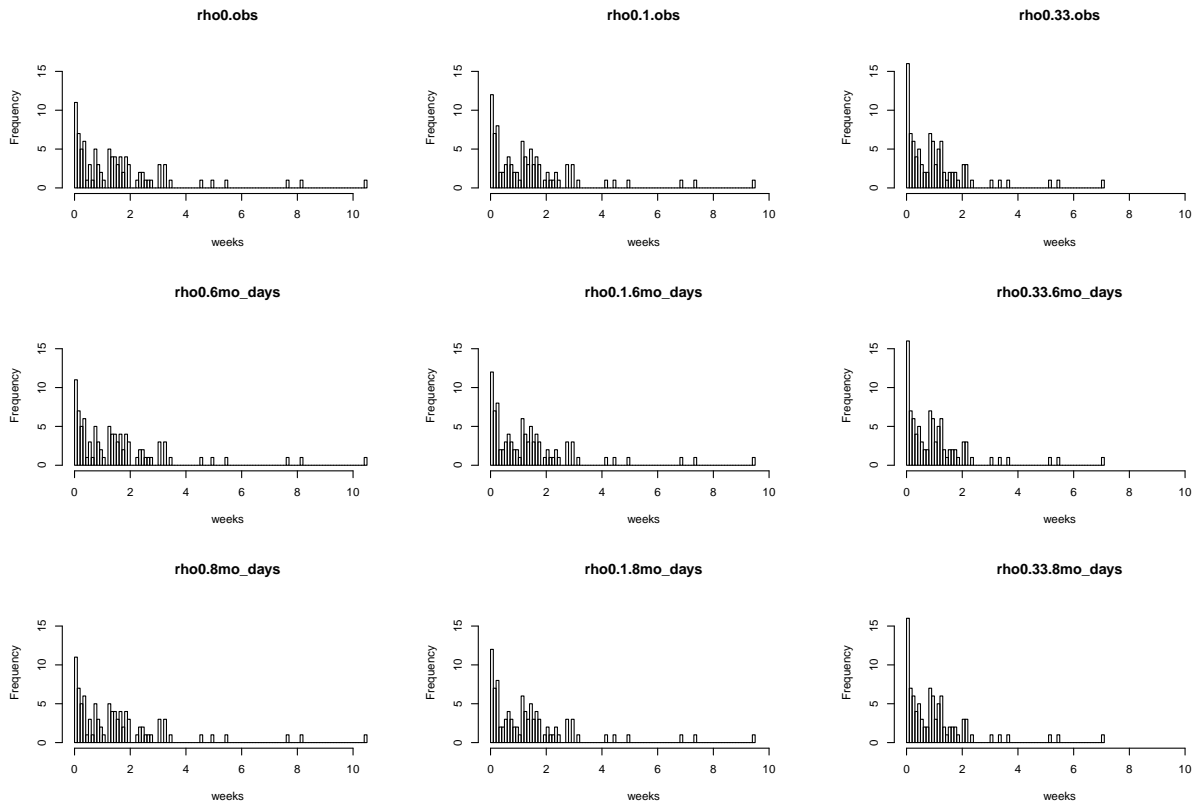 rho0.obs
Frequency
15
10
5
0
0 2 4 6 8 10
weeks
rho0.1.obs
Frequency
15
10
5
0
0 2 4 6 8 10
weeks
rho0.33.obs
Frequency
15
10
5
0
0 2 4 6 8 10
weeks
rho0.6mo_days
Frequency
15
10
5
0
0 2 4 6 8 10
weeks
rho0.1.6mo_days
Frequency
15
10
5
0
0 2 4 6 8 10
weeks
rho0.33.6mo_days
Frequency
15
10
5
0
0 2 4 6 8 10
weeks
rho0.8mo_days
Frequency
15
10
5
0
0 2 4 6 8 10
weeks
rho0.1.8mo_days
Frequency
15
10
5
0
0 2 4 6 8 10
weeks
rho0.33.8mo_days
Frequency
15
10
5
0
0 2 4 6 8 10
weeks